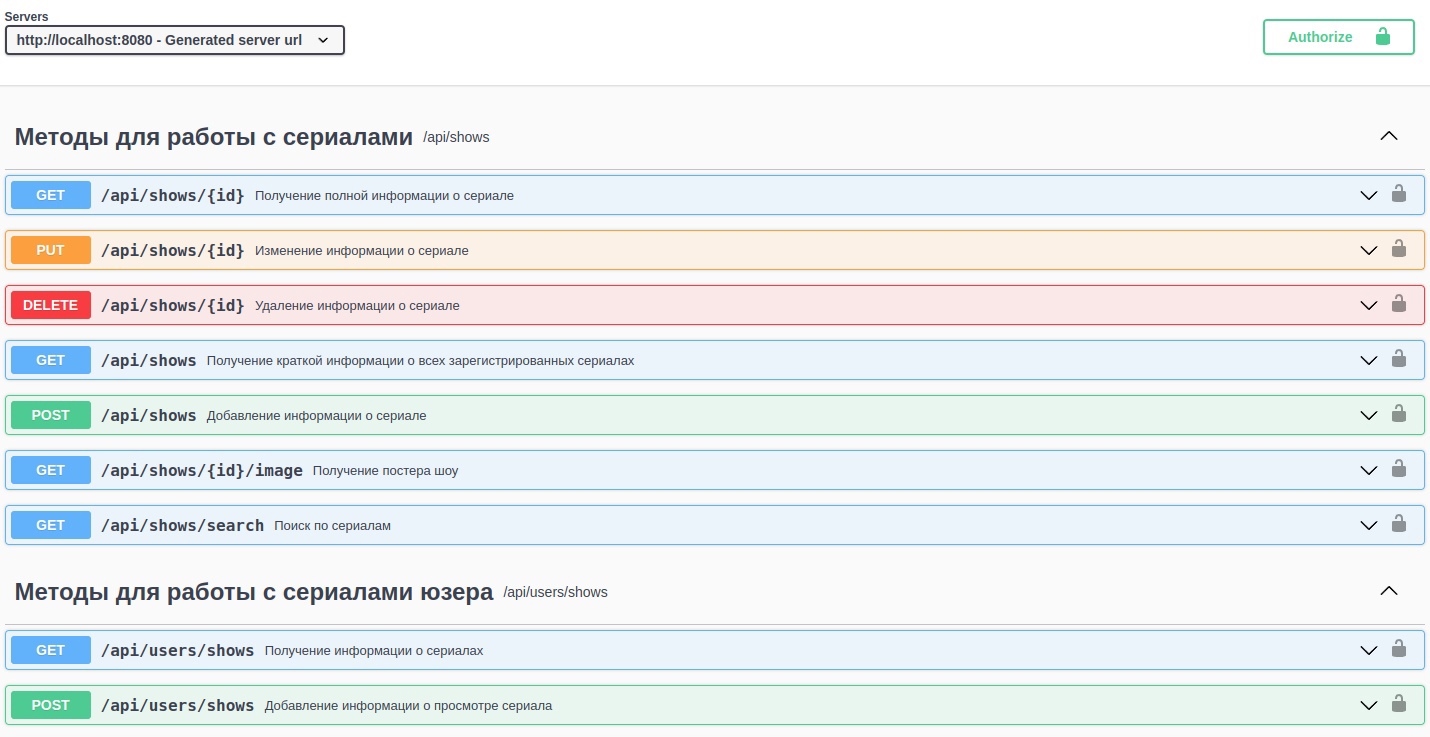 Servers
http://localhost:8080 - Generated server url
Authorize
Методы для работы с сериалами /api/shows
GET /api/shows/{id} Получение полной информации о сериале
PUT /api/shows/{id} Изменение информации о сериале
DELETE /api/shows/{id} Удаление информации о сериале
GET /api/shows Получение краткой информации о всех зарегистрированных сериалах
POST /api/shows Добавление информации о сериале
GET /api/shows/{id}/image Получение постера шоу
GET /api/shows/search Поиск по сериалам
Методы для работы с сериалами юзера /api/users/shows
GET /api/users/shows Получение информации о сериалах
POST /api/users/shows Добавление информации о просмотре сериала